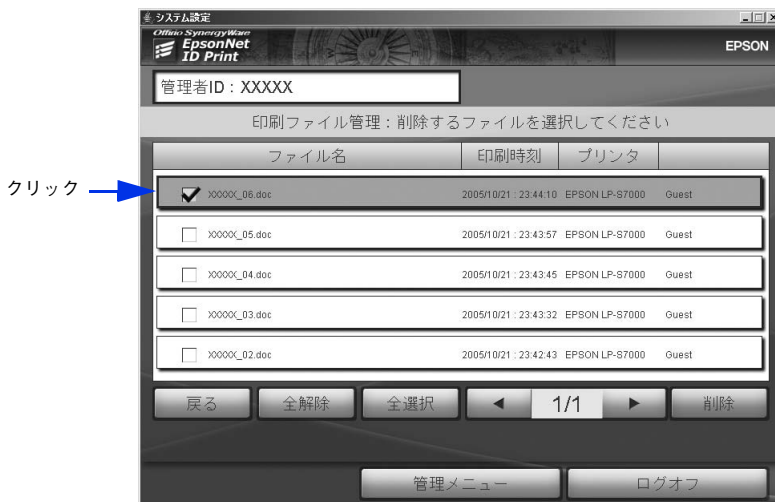 システム設定
Offirio SynergyWare
EpsonNet
ID Print
EPSON
管理者ID：XXXXX
印刷ファイル管理：削除するファイルを選択してください
ファイル名 印刷時刻 プリンタ
クリック
XXXXX_06.doc 2005/10/21 : 23:44:10 EPSON LP-S7000 Guest
XXXXX_05.doc 2005/10/21 : 23:43:57 EPSON LP-S7000 Guest
XXXXX_04.doc 2005/10/21 : 23:43:45 EPSON LP-S7000 Guest
XXXXX_03.doc 2005/10/21 : 23:43:32 EPSON LP-S7000 Guest
XXXXX_02.doc 2005/10/21 : 23:42:43 EPSON LP-S7000 Guest
戻る 全解除 全選択 1/1 削除
管理メニュー ログオフ